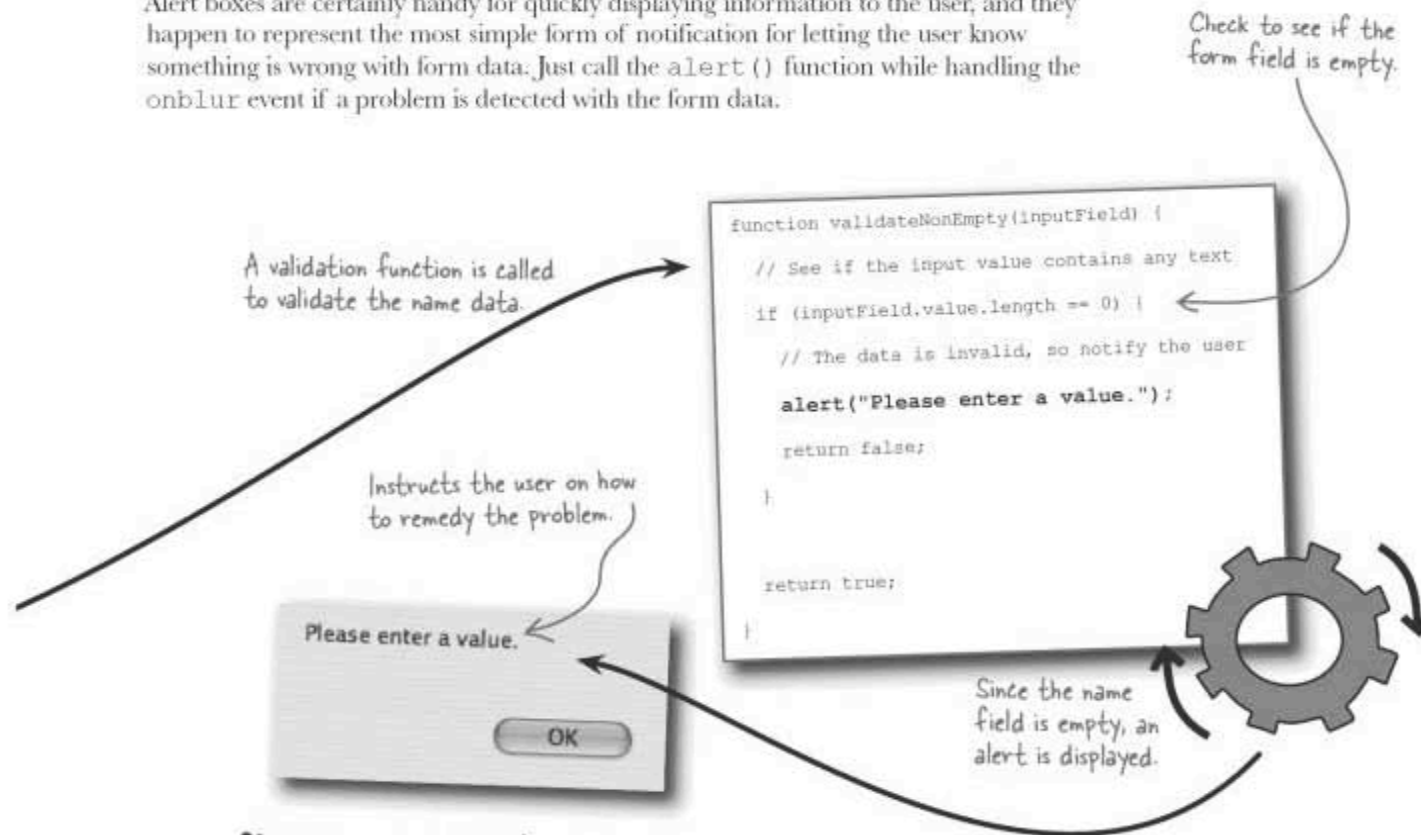 Alert boxes are certainly handy for quickly displaying information to the user, and they
happen to represent the most simple form of notification for letting the user know
something is wrong with form data. Just call the alert() function while handling the
onblur event if a problem is detected with the form data.
Check to see if the
form field is empty.
A validation function is called
to validate the name data.
function validateNonEmpty(inputField) {
// See if the input value contains any text
if (inputField.value.length == 0) {
// The data is invalid, so notify the user
alert("Please enter a value.");
return false;
}
return true;
}
Instructs the user on how
to remedy the problem.
Please enter a value.
OK
Since the name
field is empty, an
alert is displayed.